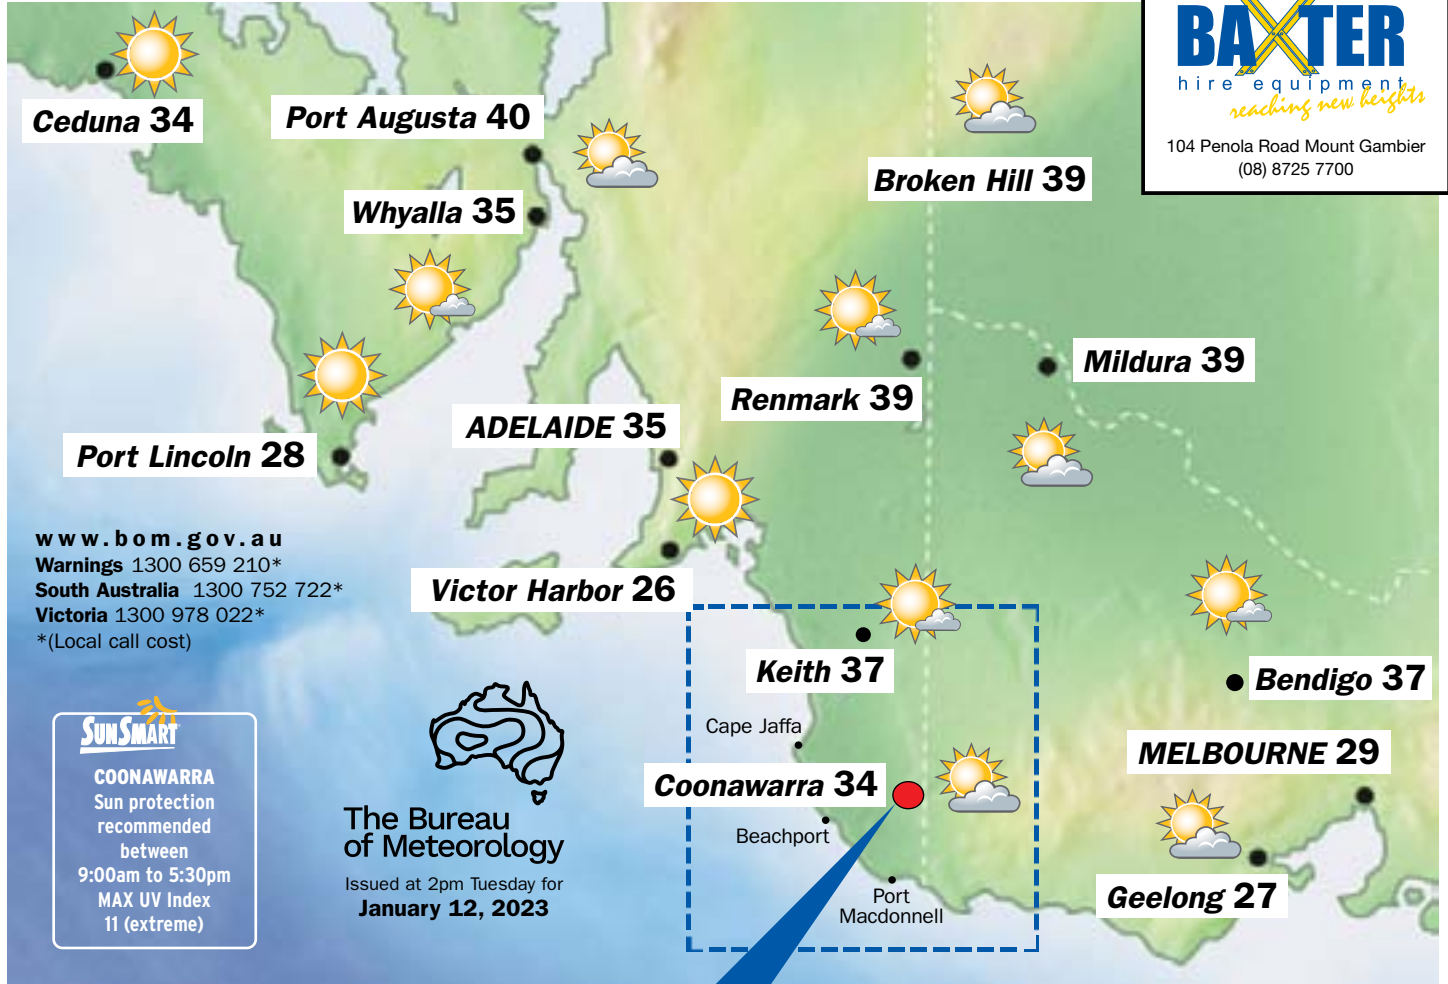 BAXTER
hire equipment
reaching new heights
104 Penola Road Mount Gambier
(08) 8725 7700
Ceduna 34
Port Augusta 40
Whyalla 35
Broken Hill 39
Renmark 39
Mildura 39
ADELAIDE 35
Port Lincoln 28
Victor Harbor 26
www.bom.gov.au
Warnings 1300 659 210*
South Australia 1300 752 722*
Victoria 1300 978 022*
*(Local call cost)
Keith 37
Bendigo 37
Cape Jaffa
MELBOURNE 29
Coonawarra 34
Beachport
Port
Macdonnell
Geelong 27
SUNSMART
COONAWARRA
Sun protection
recommended
between
9:00am to 5:30pm
MAX UV Index
11 (extreme)
The Bureau
of Meteorology
Issued at 2pm Tuesday for
January 12, 2023